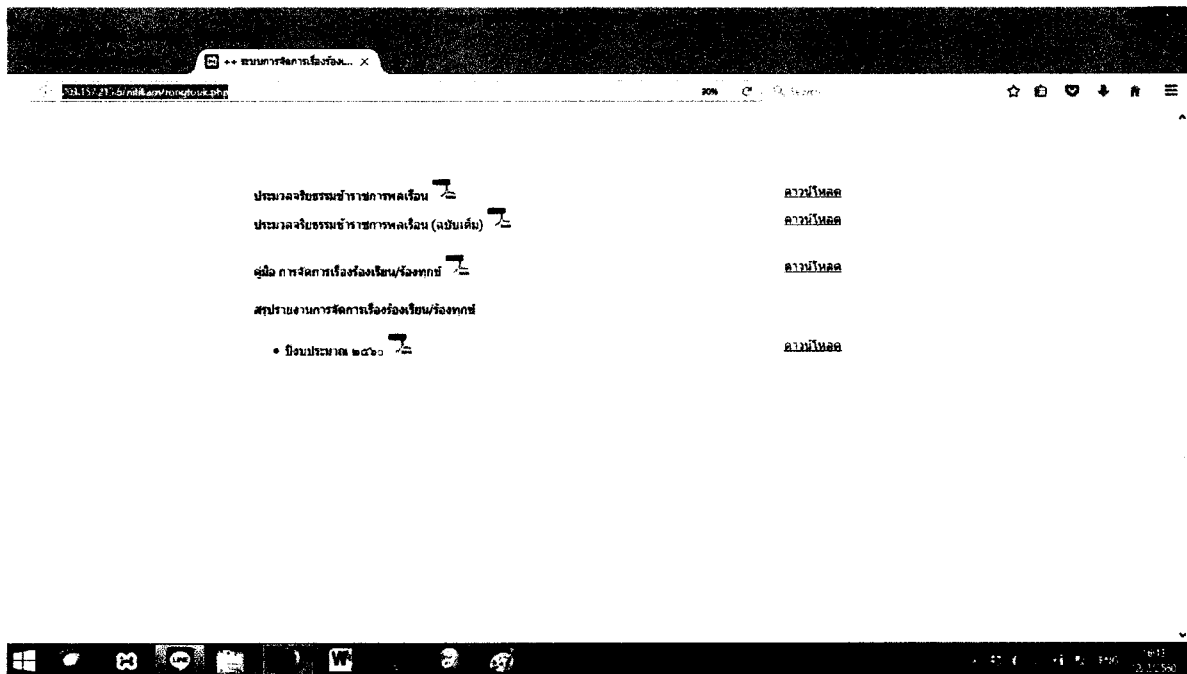 ++ ระบบการจัดการเรื่องร้อง... ×
90% Search
ประมวลจริยธรรมข้าราชการพลเรือน ดาวน์โหลด
ประมวลจริยธรรมข้าราชการพลเรือน (ฉบับเต็ม) ดาวน์โหลด
คู่มือ การจัดการเรื่องร้องเรียน/ร้องทุกข์ ดาวน์โหลด
สรุปรายงานการจัดการเรื่องร้องเรียน/ร้องทุกข์
• ปีงบประมาณ ๒๕๖๐ ดาวน์โหลด
LINE
ENG 16:41